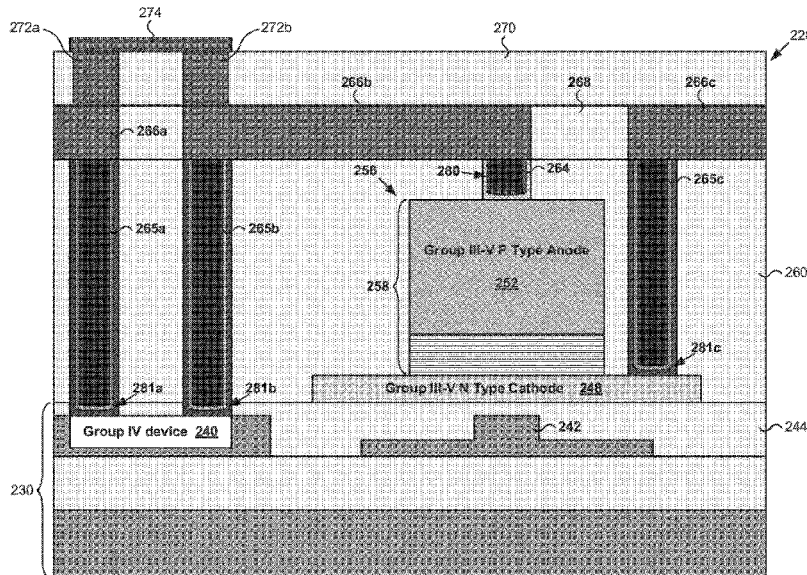 274
272a
272b
270
228
266b
268
266c
266a
280
264
256
265a
265b
265c
Group III-V P Type Anode
252
258
260
281c
281a
281b
Group III-V N Type Cathode 248
Group IV device 240
242
244
230